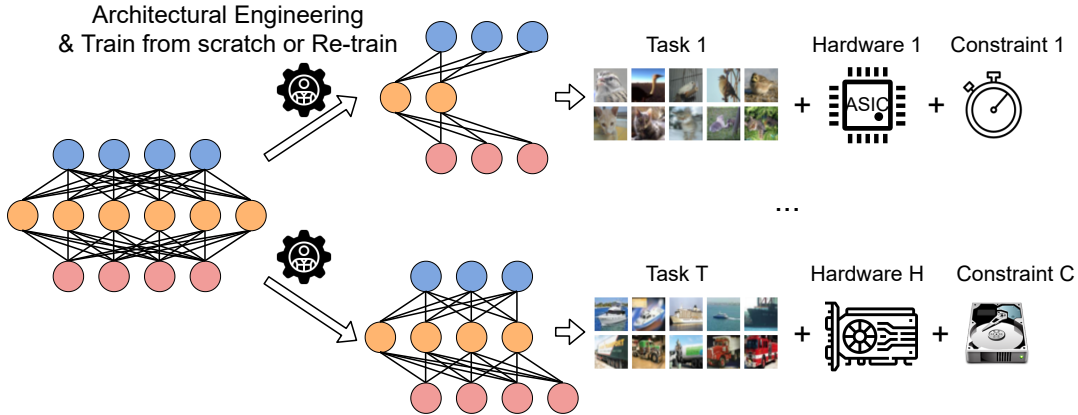 Architectural Engineering
& Train from scratch or Re-train
Task 1
Hardware 1
Constraint 1
+
ASIC
+
...
Task T
Hardware H
Constraint C
+
+